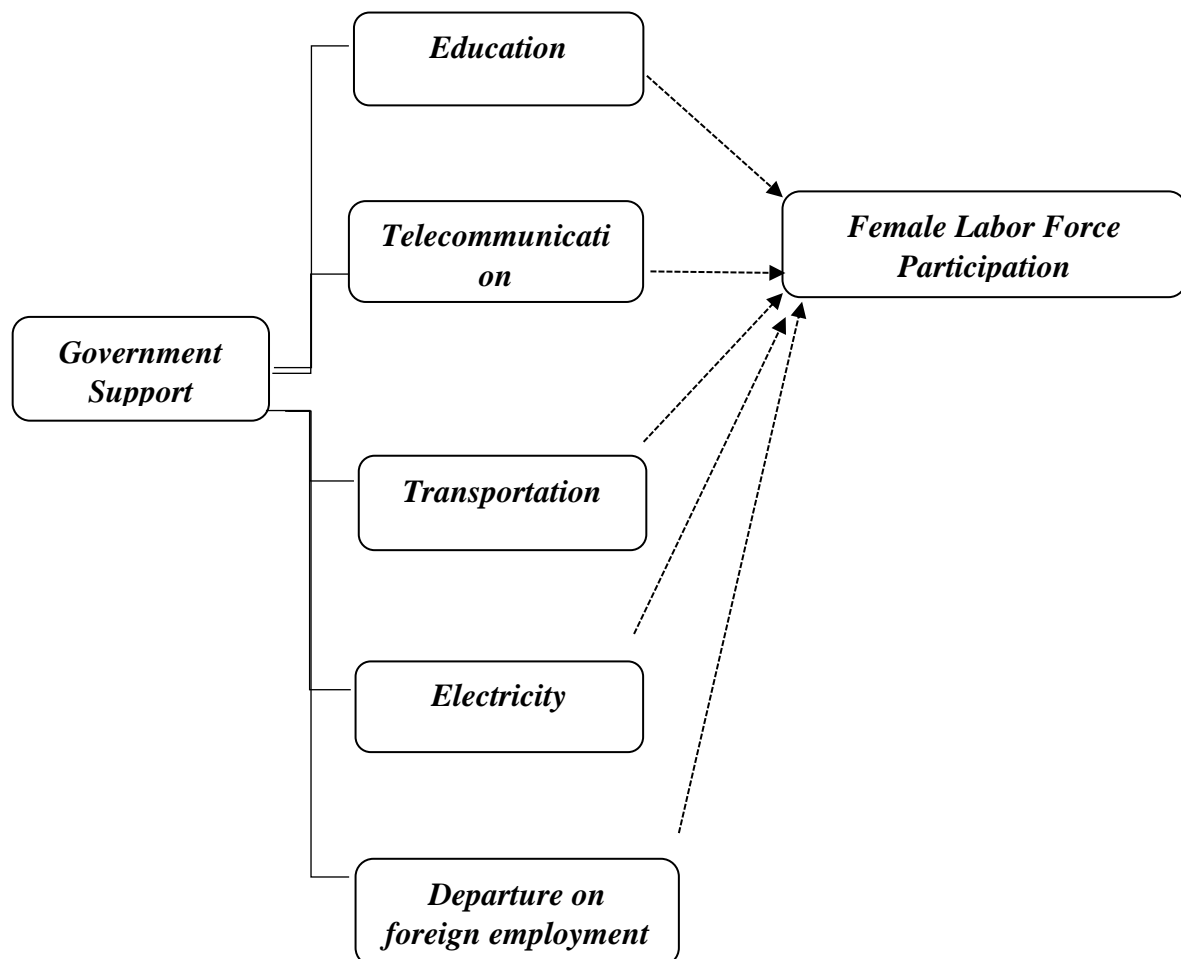 Education
Telecommunicati
on
Female Labor Force
Participation
Government
Support
Transportation
Electricity
Departure on
foreign employment